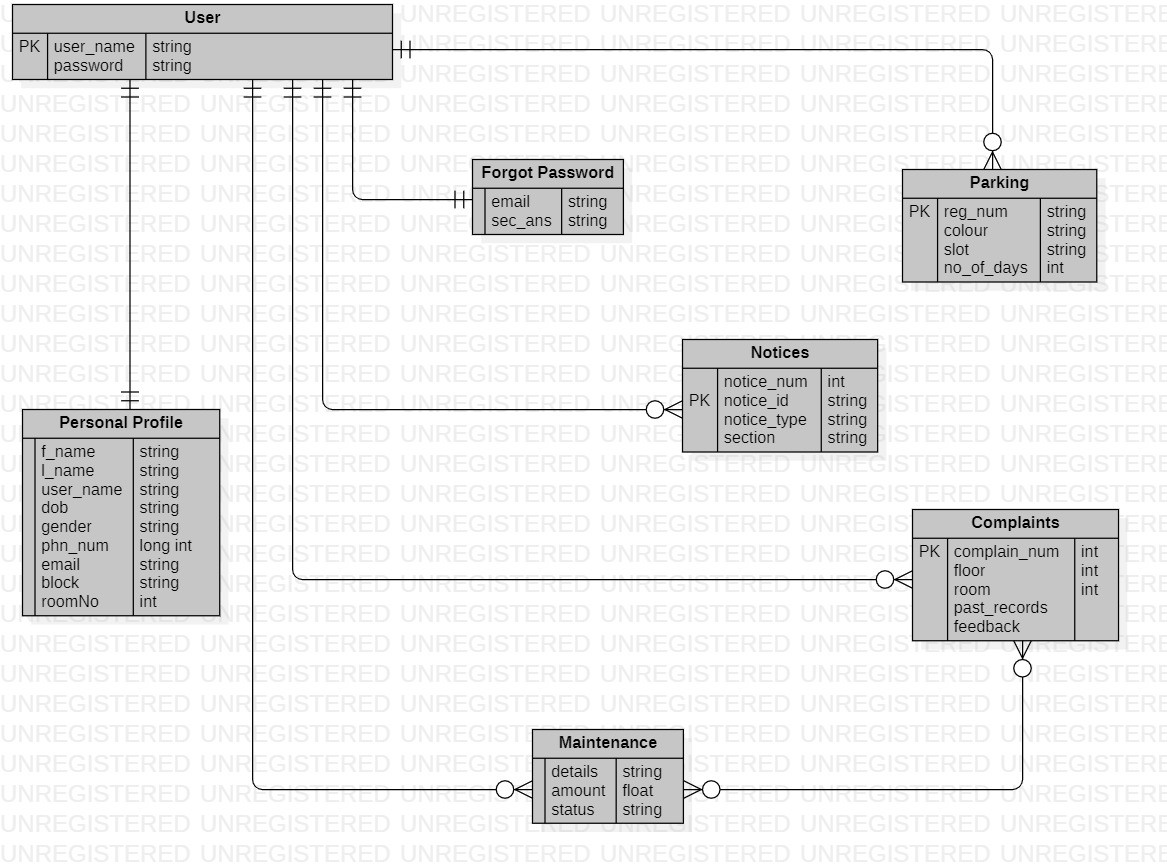 User
PK user_name string
password string
Forgot Password
email string
sec_ans string
Parking
PK reg_num string
colour string
slot string
no_of_days int
Notices
notice_num int
PK notice_id string
notice_type string
section string
Personal Profile
f_name string
l_name string
user_name string
dob string
gender string
phn_num long int
email string
block string
roomNo int
Complaints
PK complain_num int
floor int
room int
past_records
feedback
Maintenance
details string
amount float
status string
UNREGISTERED